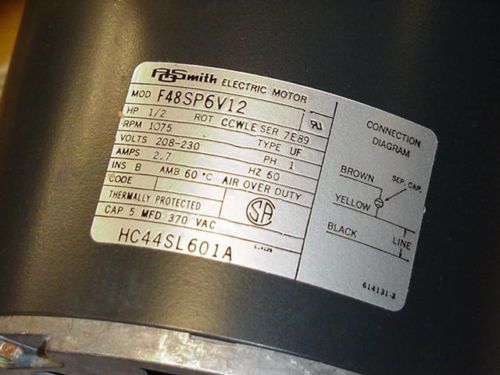 AOSmith ELECTRIC MOTOR
MOD F48SP6V12
HP 1/2 ROT CCWLE SER 7E89
RPM 1075 TYPE UF
VOLTS 208-230 PH 1
AMPS 2.7 HZ 60
INS B AMB 60 °C AIR OVER DUTY
CODE
THERMALLY PROTECTED
CAP 5 MFD 370 VAC
HC44SL601A
SA
CONNECTION
DIAGRAM
BROWN
SEP. CAP.
YELLOW
BLACK
LINE
614131-3